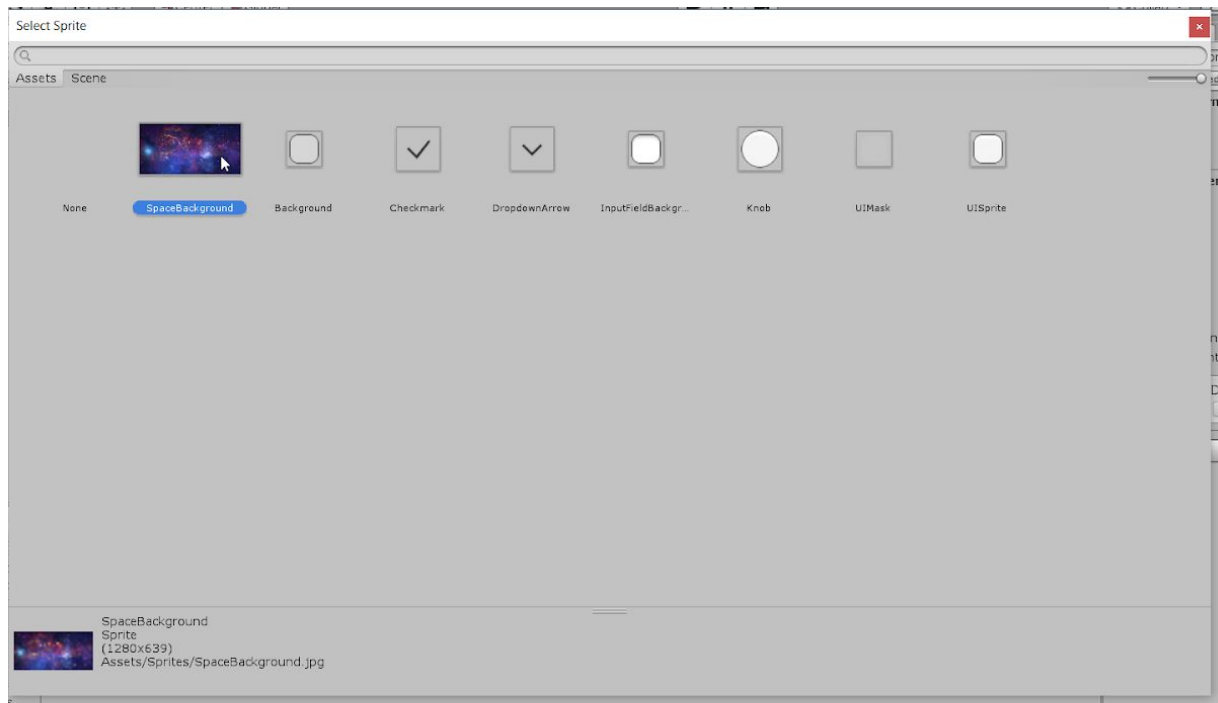 Select Sprite
Assets Scene
None SpaceBackground Background Checkmark DropdownArrow InputFieldBackgr... Knob UIMask UISprite
SpaceBackground
Sprite
(1280x639)
Assets/Sprites/SpaceBackground.jpg